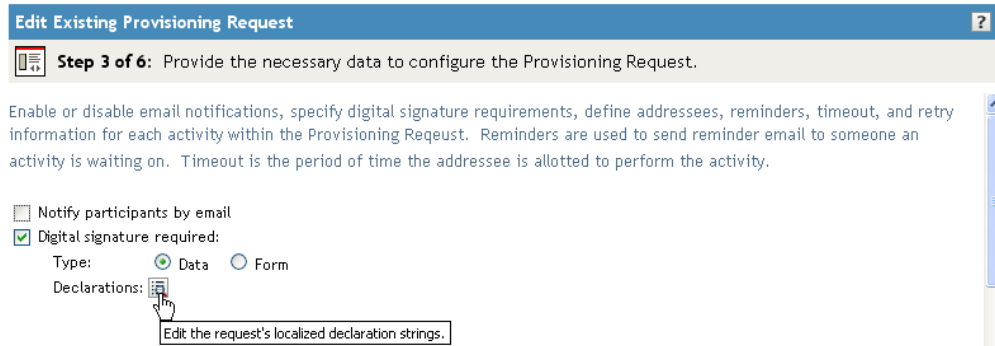 Edit Existing Provisioning Request
?
Step 3 of 6: Provide the necessary data to configure the Provisioning Request.
Enable or disable email notifications, specify digital signature requirements, define addressees, reminders, timeout, and retry
information for each activity within the Provisioning Reqeust. Reminders are used to send reminder email to someone an
activity is waiting on. Timeout is the period of time the addressee is allotted to perform the activity.
Notify participants by email
Digital signature required:
Type: Data Form
Declarations:
Edit the request's localized declaration strings.